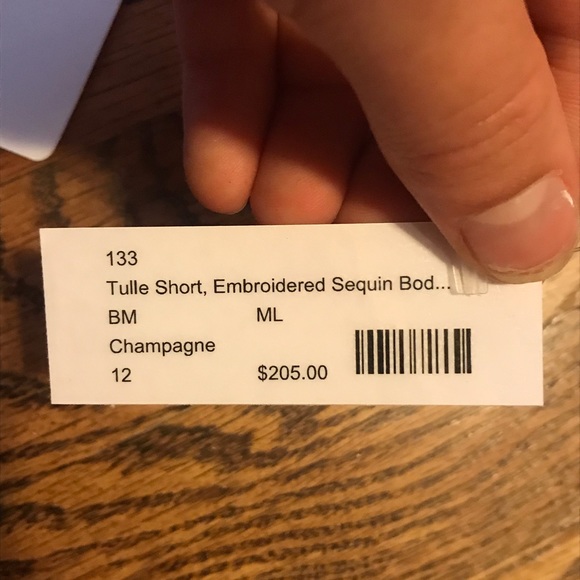 133
Tulle Short, Embroidered Sequin Bod...
BM ML
Champagne
12 $205.00